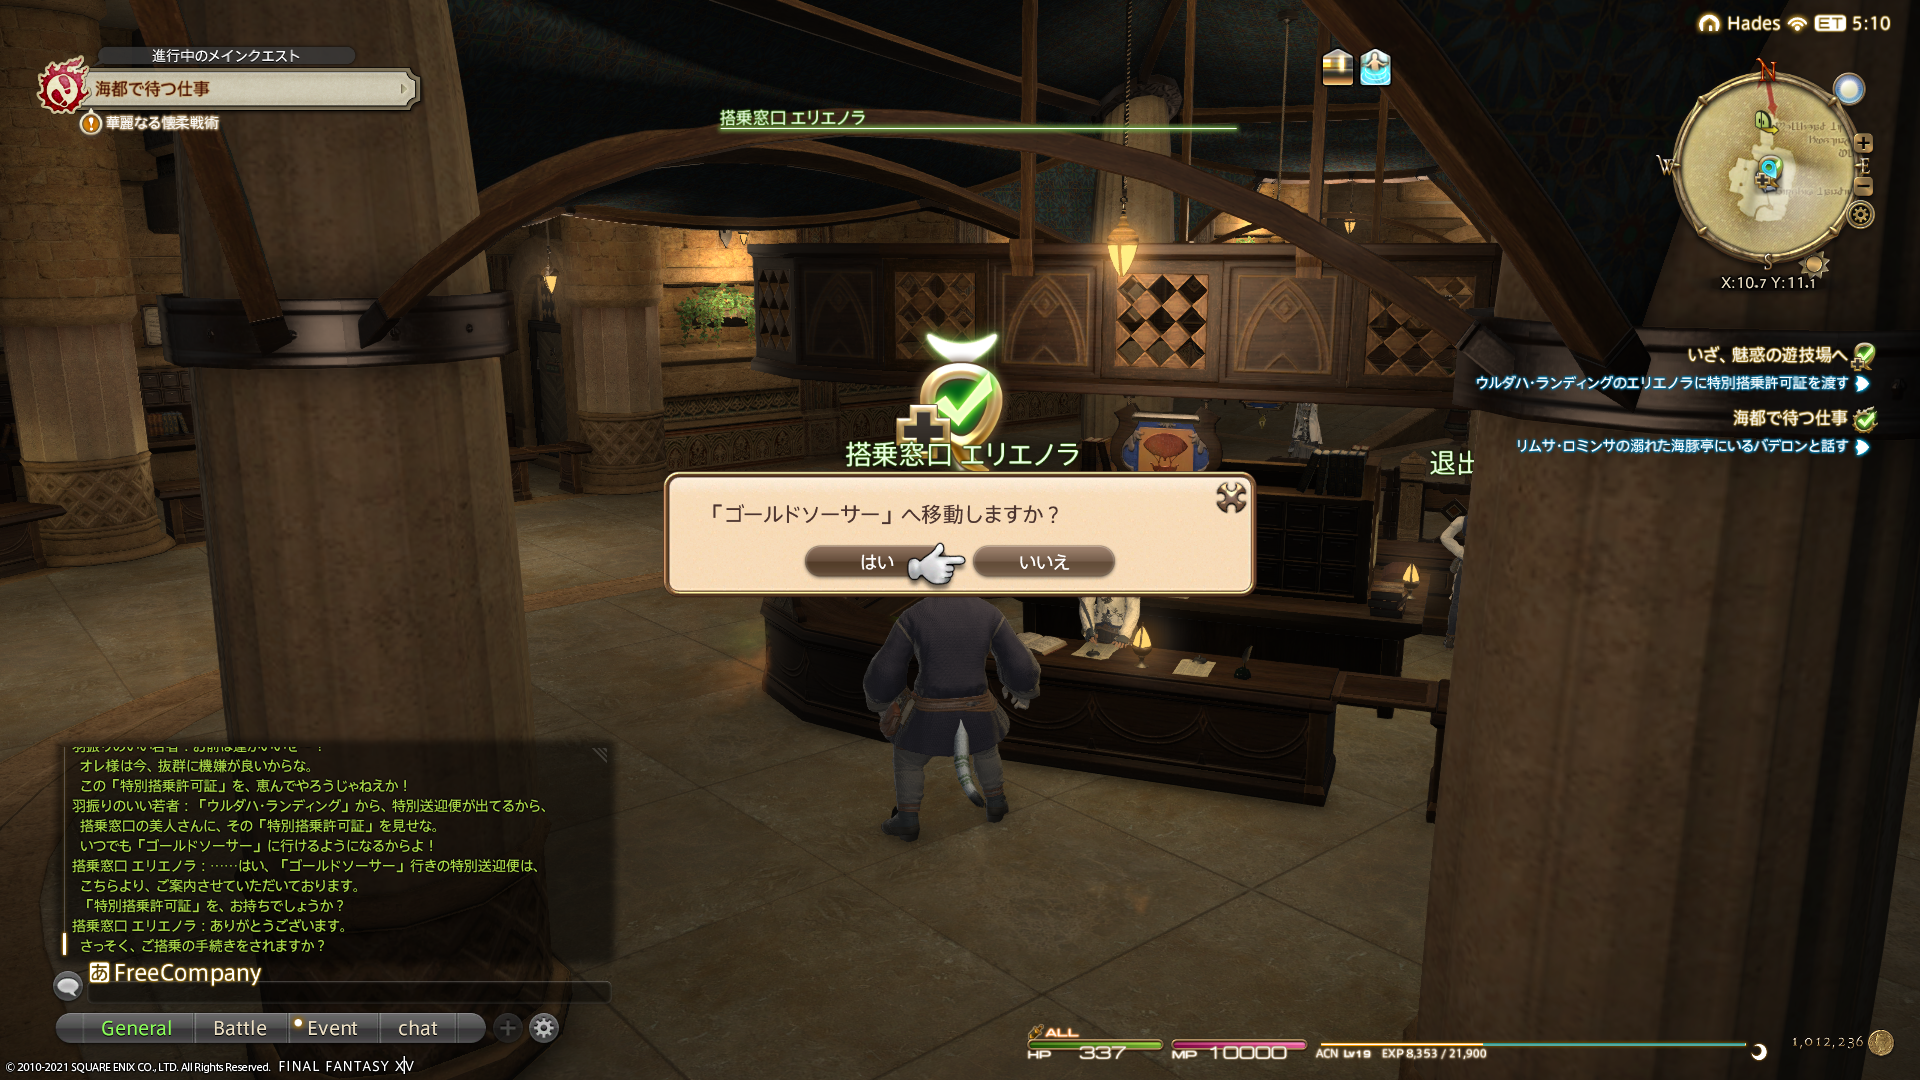 進行中のメインクエスト
海都で待つ仕事
華麗なる懐柔戦術
搭乗窓口 エリエノラ
Hades ET 5:10
N
W
E
S
X:10.7 Y:11.1
いざ、魅惑の遊技場へ
ウルダハ・ランディングのエリエノラに特別搭乗許可証を渡す
海都で待つ仕事
リムサ・ロミンサの溺れた海豚亭にいるバデロンと話す
搭乗窓口 エリエノラ
退出
「ゴールドソーサー」へ移動しますか？
はい
いいえ
羽振りのいい若者：お前は運がいいぜ…！
オレ様は今、抜群に機嫌が良いからな。
この「特別搭乗許可証」を、恵んでやろうじゃねえか！
羽振りのいい若者：「ウルダハ・ランディング」から、特別送迎便が出てるから、
搭乗窓口の美人さんに、その「特別搭乗許可証」を見せな。
いつでも「ゴールドソーサー」に行けるようになるからよ！
搭乗窓口 エリエノラ：……はい、「ゴールドソーサー」行きの特別送迎便は、
こちらより、ご案内させていただいております。
「特別搭乗許可証」を、お持ちでしょうか？
搭乗窓口 エリエノラ：ありがとうございます。
さっそく、ご搭乗の手続きをされますか？
あ FreeCompany
General Battle Event chat
ALL
HP 337 MP 10000 ACN Lv19 EXP 8,353 / 21,900
1,012,236
© 2010-2021 SQUARE ENIX CO., LTD. All Rights Reserved. FINAL FANTASY XIV